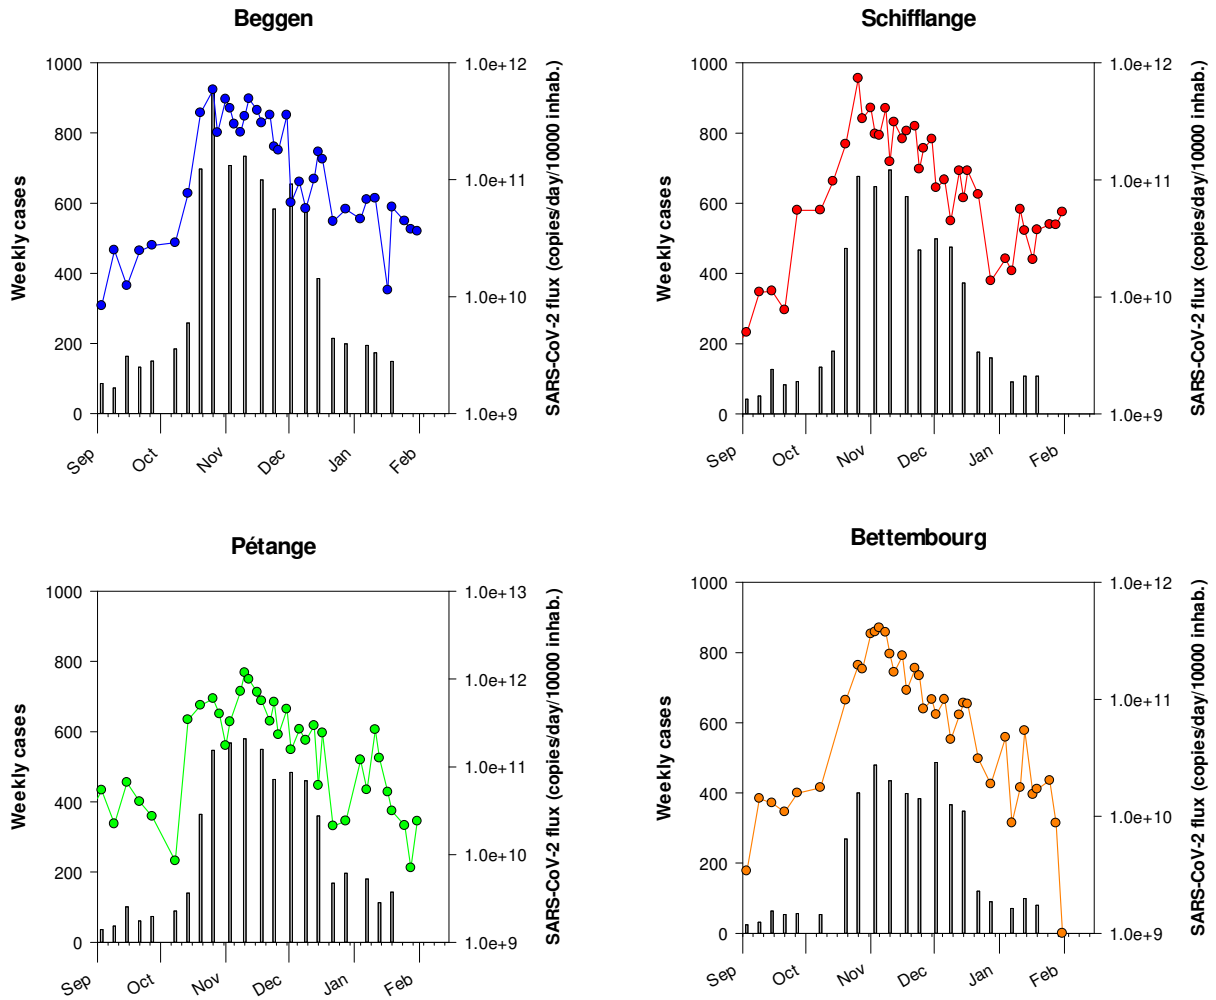 Beggen
1000
800
600
400
200
0
Weekly cases
1.0e+12
1.0e+11
1.0e+10
1.0e+9
SARS-CoV-2 flux (copies/day/10000 inhab.)
Sep Oct Nov Dec Jan Feb
Schifflange
1000
800
600
400
200
0
Weekly cases
1.0e+12
1.0e+11
1.0e+10
1.0e+9
SARS-CoV-2 flux (copies/day/10000 inhab.)
Sep Oct Nov Dec Jan Feb
Pétange
1000
800
600
400
200
0
Weekly cases
1.0e+13
1.0e+12
1.0e+11
1.0e+10
1.0e+9
SARS-CoV-2 flux (copies/day/10000 inhab.)
Sep Oct Nov Dec Jan Feb
Bettembourg
1000
800
600
400
200
0
Weekly cases
1.0e+12
1.0e+11
1.0e+10
1.0e+9
SARS-CoV-2 flux (copies/day/10000 inhab.)
Sep Oct Nov Dec Jan Feb